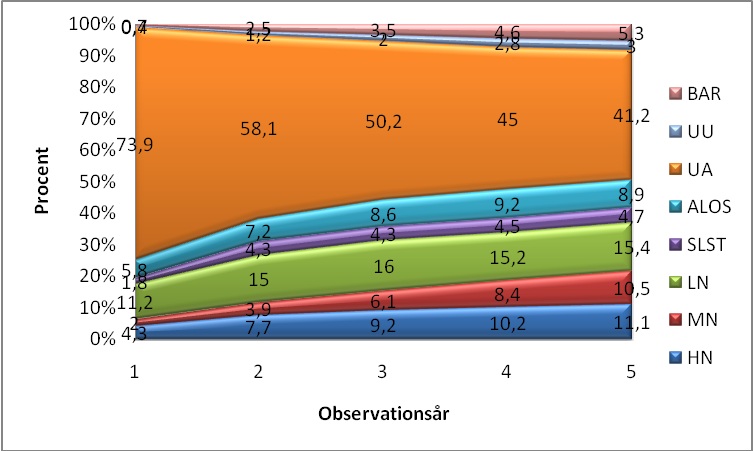 100%
90%
80%
70%
60%
50%
40%
30%
20%
10%
0%
Procent
0,7 2,5 3,5 4,6 5,3
0,4 1,2 2 2,8 3
73,9 58,1 50,2 45 41,2
5,8 7,2 8,6 9,2 8,9
1,8 4,3 4,3 4,5 4,7
11,2 15 16 15,2 15,4
2 3,9 6,1 8,4 10,5
4,3 7,7 9,2 10,2 11,1
1 2 3 4 5
Observationsår
BAR
UU
UA
ALOS
SLST
LN
MN
HN